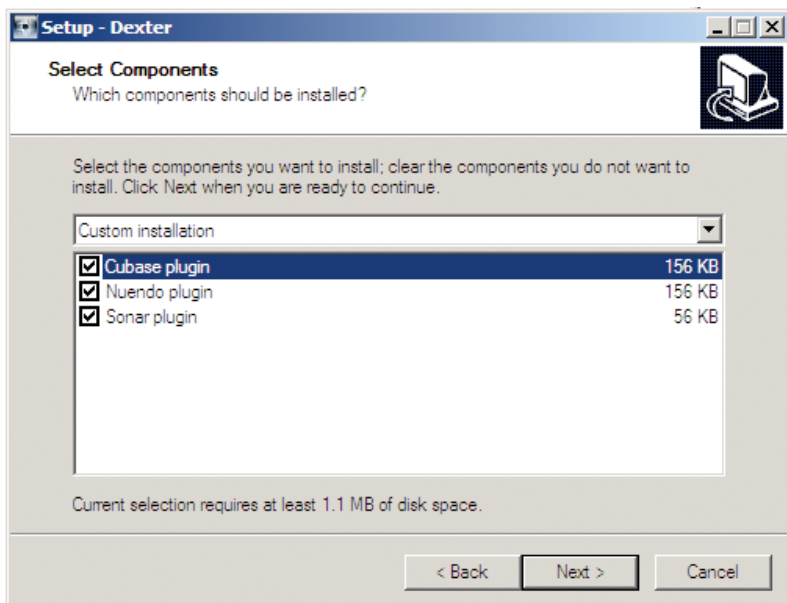 Setup - Dexter
Select Components
Which components should be installed?
Select the components you want to install; clear the components you do not want to
install. Click Next when you are ready to continue.
Custom installation
Cubase plugin 156 KB
Nuendo plugin 156 KB
Sonar plugin 56 KB
Current selection requires at least 1.1 MB of disk space.
< Back Next > Cancel